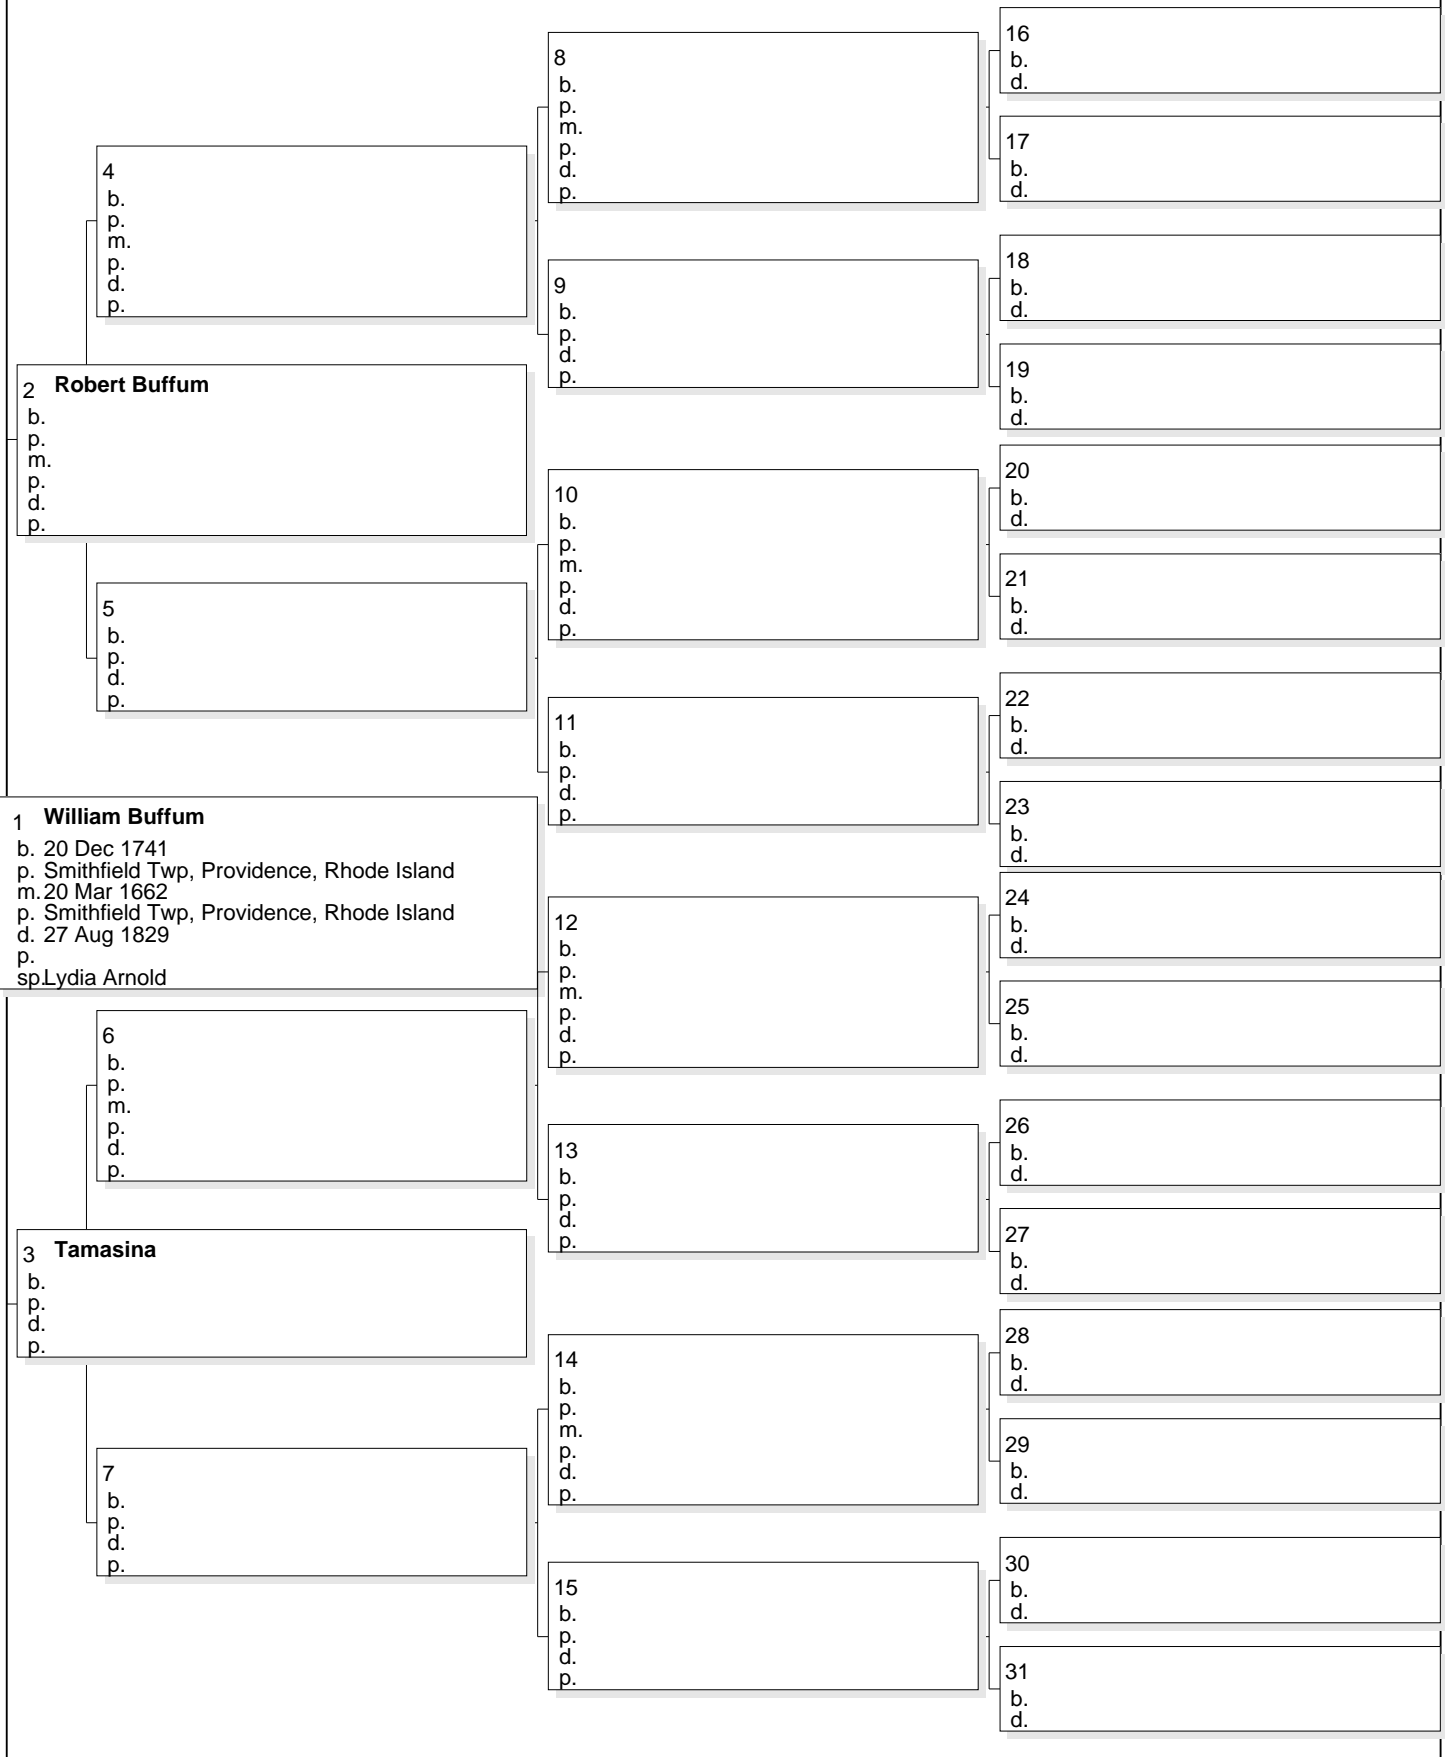 16
b.
d.
8
b.
p.
m.
p.
d.
p.
17
b.
d.
4
b.
p.
m.
p.
d.
p.
18
b.
d.
9
b.
p.
d.
p.
19
b.
d.
2 Robert Buffum
b.
p.
m.
p.
d.
p.
20
b.
d.
10
b.
p.
m.
p.
d.
p.
21
b.
d.
5
b.
p.
d.
p.
22
b.
d.
11
b.
p.
d.
p.
23
b.
d.
1 William Buffum
b. 20 Dec 1741
p. Smithfield Twp, Providence, Rhode Island
m. 20 Mar 1662
p. Smithfield Twp, Providence, Rhode Island
d. 27 Aug 1829
p.
sp. Lydia Arnold
24
b.
d.
12
b.
p.
m.
p.
d.
p.
25
b.
d.
6
b.
p.
m.
p.
d.
p.
26
b.
d.
13
b.
p.
d.
p.
27
b.
d.
3 Tamasina
b.
p.
d.
p.
28
b.
d.
14
b.
p.
m.
p.
d.
p.
29
b.
d.
7
b.
p.
d.
p.
30
b.
d.
15
b.
p.
d.
p.
31
b.
d.